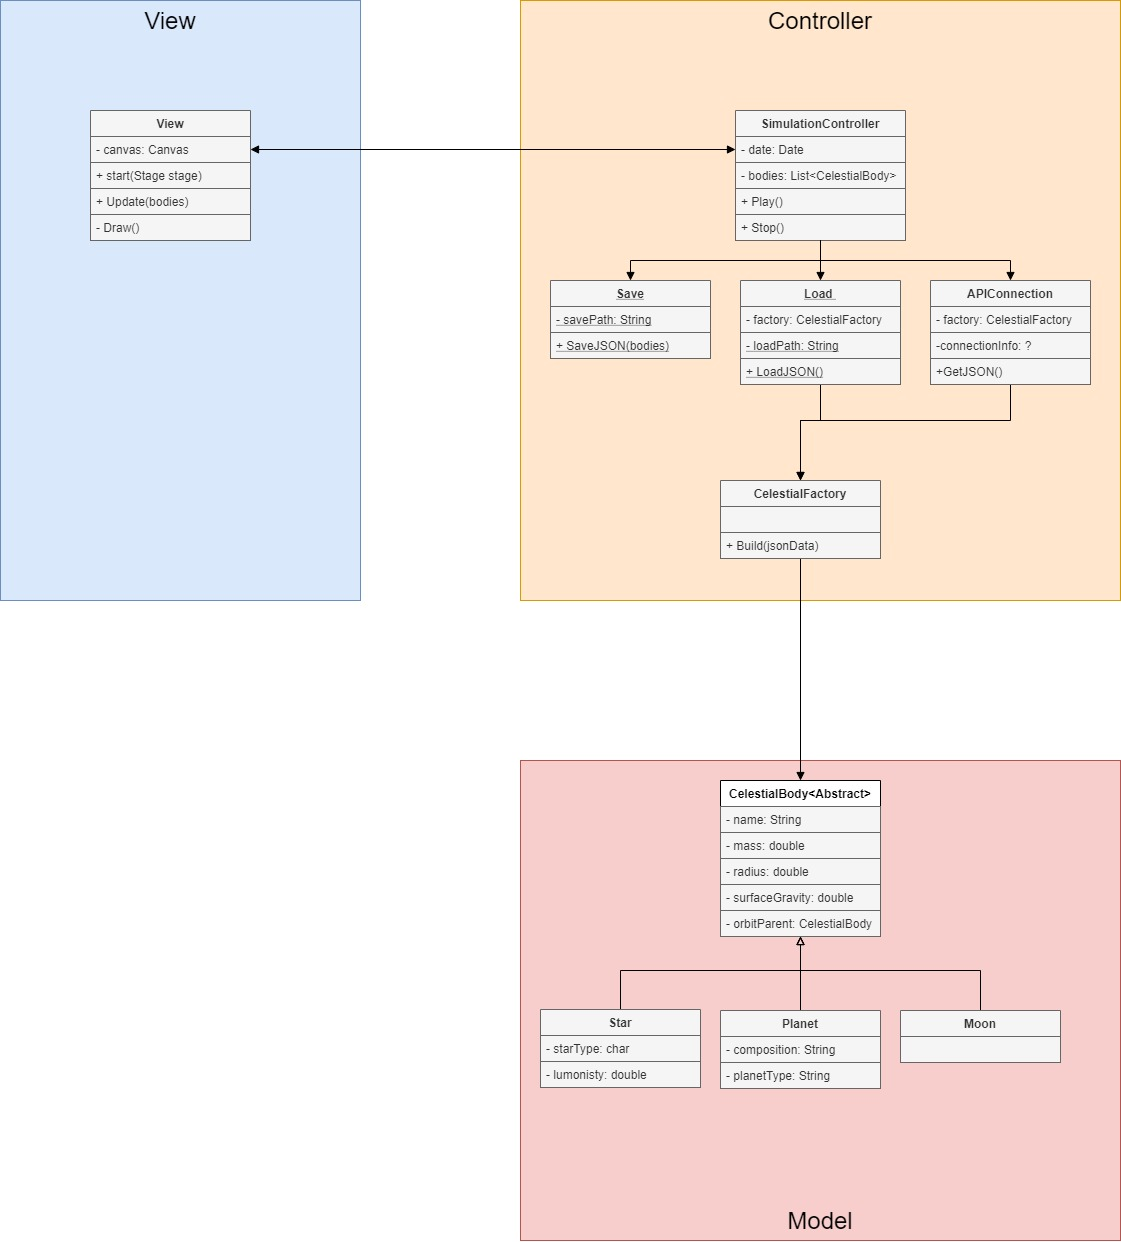 View
Controller
View
- canvas: Canvas
+ start(Stage stage)
+ Update(bodies)
- Draw()
SimulationController
- date: Date
- bodies: List<CelestialBody>
+ Play()
+ Stop()
Save
- savePath: String
+ SaveJSON(bodies)
Load
- factory: CelestialFactory
- loadPath: String
+ LoadJSON()
APIConnection
- factory: CelestialFactory
-connectionInfo: ?
+GetJSON()
CelestialFactory
+ Build(jsonData)
CelestialBody<Abstract>
- name: String
- mass: double
- radius: double
- surfaceGravity: double
- orbitParent: CelestialBody
Star
- starType: char
- lumonisty: double
Planet
- composition: String
- planetType: String
Moon
Model